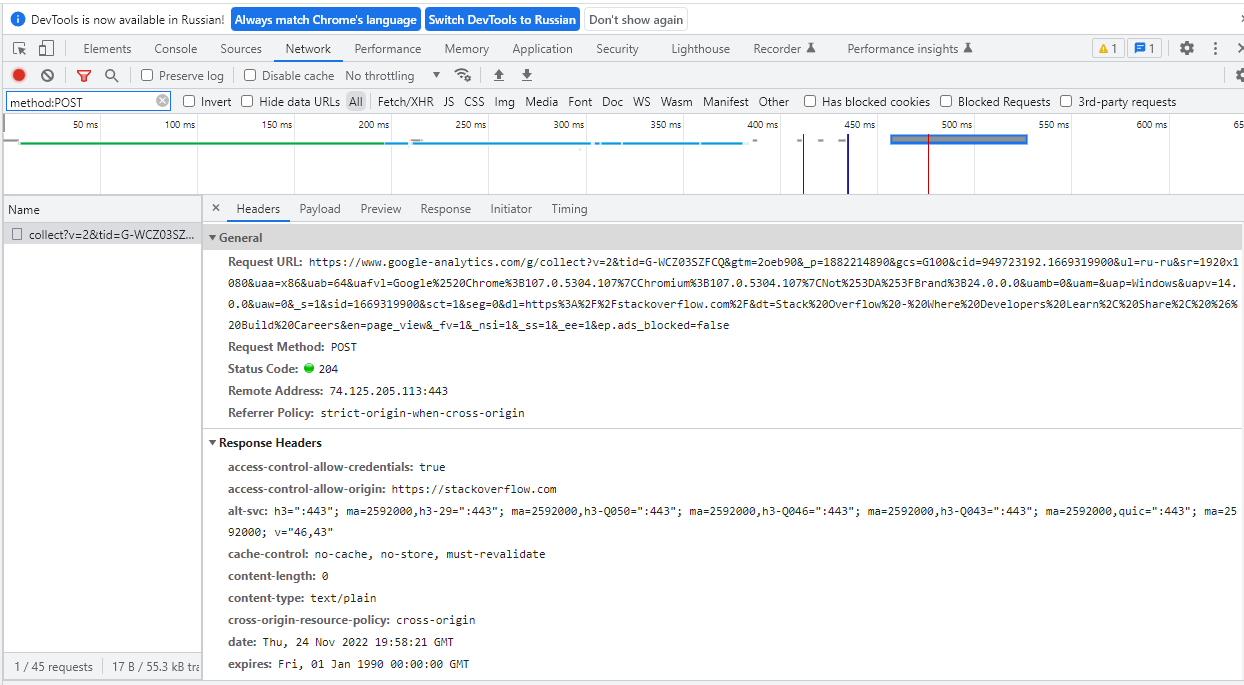 DevTools is now available in Russian! Always match Chrome's language Switch DevTools to Russian Don't show again
Elements Console Sources Network Performance Memory Application Security Lighthouse Recorder Performance insights 1 1
Preserve log Disable cache No throttling
method:POST Invert Hide data URLs All Fetch/XHR JS CSS Img Media Font Doc WS Wasm Manifest Other Has blocked cookies Blocked Requests 3rd-party requests
50 ms 100 ms 150 ms 200 ms 250 ms 300 ms 350 ms 400 ms 450 ms 500 ms 550 ms 600 ms 65
Name Headers Payload Preview Response Initiator Timing
collect?v=2&tid=G-WCZ03SZ...
General
Request URL: https://www.google-analytics.com/g/collect?v=2&tid=G-WCZ03SZFCQ&gtm=2oeb90&_p=1882214890&gcs=G100&cid=949723192.1669319900&ul=ru-ru&sr=1920x1
080&uaa=x86&uab=64&uafvl=Google%2520Chrome%3B107.0.5304.107%7CChromium%3B107.0.5304.107%7CNot%253DA%253FBrand%3B24.0.0.0&uamb=0&uam=&uap=Windows&uapv=14.
0.0&uaw=0&_s=1&sid=1669319900&sct=1&seg=0&dl=https%3A%2F%2Fstackoverflow.com%2F&dt=Stack%20Overflow%20-%20Where%20Developers%20Learn%2C%20Share%2C%20%26%
20Build%20Careers&en=page_view&_fv=1&_nsi=1&_ss=1&_ee=1&ep.ads_blocked=false
Request Method: POST
Status Code: 204
Remote Address: 74.125.205.113:443
Referrer Policy: strict-origin-when-cross-origin
Response Headers
access-control-allow-credentials: true
access-control-allow-origin: https://stackoverflow.com
alt-svc: h3=":443"; ma=2592000,h3-29=":443"; ma=2592000,h3-Q050=":443"; ma=2592000,h3-Q046=":443"; ma=2592000,h3-Q043=":443"; ma=2592000,quic=":443"; ma=25
92000; v="46,43"
cache-control: no-cache, no-store, must-revalidate
content-length: 0
content-type: text/plain
cross-origin-resource-policy: cross-origin
date: Thu, 24 Nov 2022 19:58:21 GMT
expires: Fri, 01 Jan 1990 00:00:00 GMT
1 / 45 requests 17 B / 55.3 kB tra